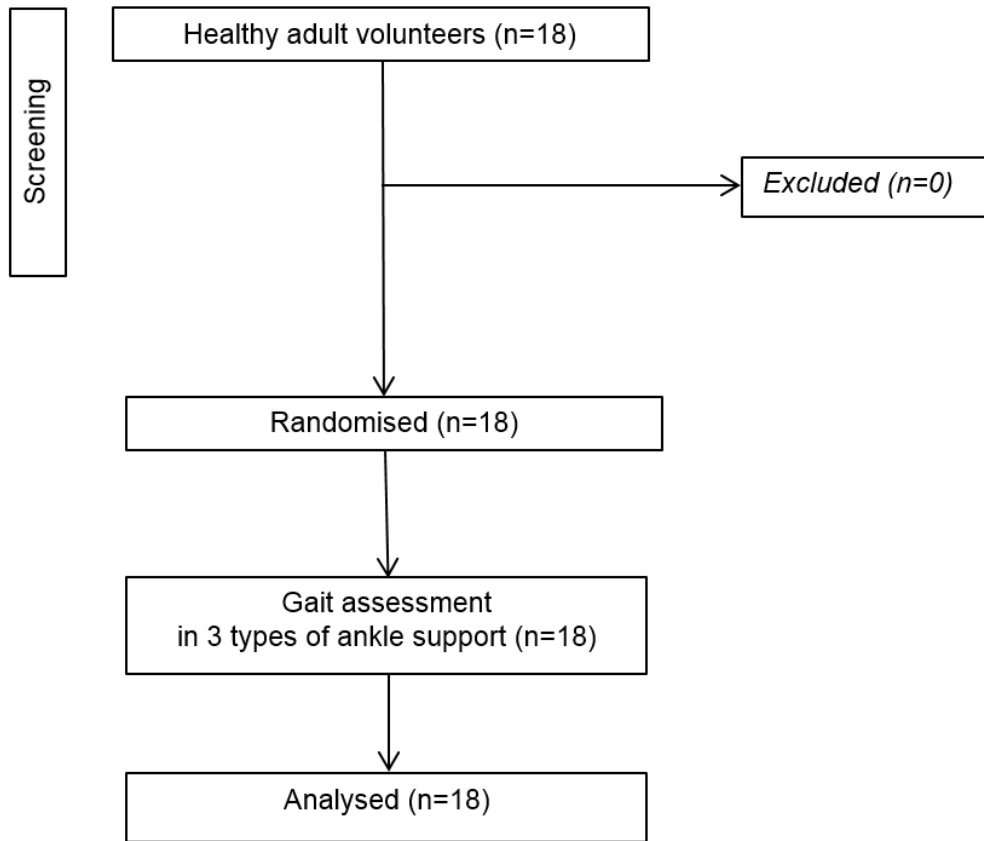 Healthy adult volunteers (n=18)
Screening
Excluded (n=0)
Randomised (n=18)
Gait assessment
in 3 types of ankle support (n=18)
Analysed (n=18)